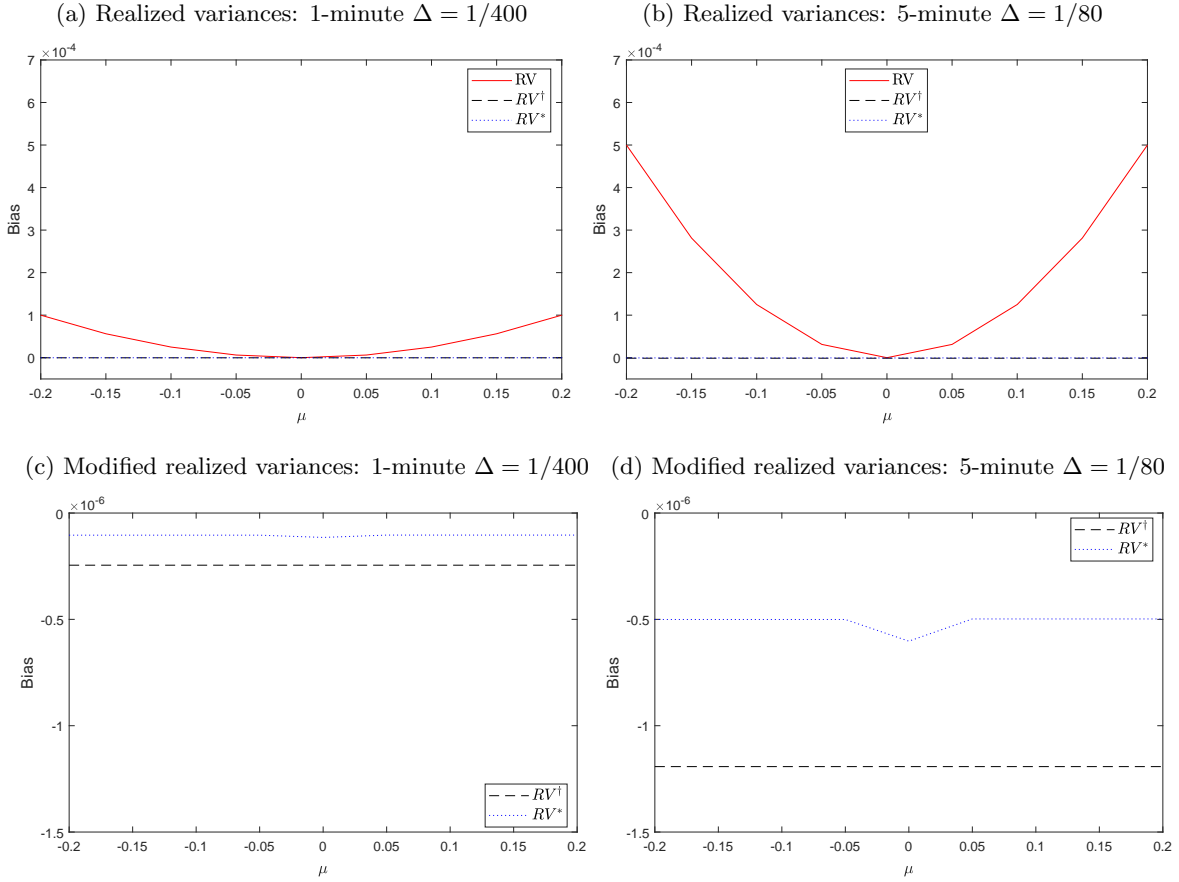 (a) Realized variances: 1-minute Δ = 1/400
×10⁻⁴
7
6
5
4
3
2
1
0
Bias
-0.2 -0.15 -0.1 -0.05 0 0.05 0.1 0.15 0.2
μ
RV
RV†
RV*
(b) Realized variances: 5-minute Δ = 1/80
×10⁻⁴
7
6
5
4
3
2
1
0
Bias
-0.2 -0.15 -0.1 -0.05 0 0.05 0.1 0.15 0.2
μ
RV
RV†
RV*
(c) Modified realized variances: 1-minute Δ = 1/400
×10⁻⁶
0
-0.5
-1
-1.5
Bias
-0.2 -0.15 -0.1 -0.05 0 0.05 0.1 0.15 0.2
μ
RV†
RV*
(d) Modified realized variances: 5-minute Δ = 1/80
×10⁻⁶
0
-0.5
-1
-1.5
Bias
-0.2 -0.15 -0.1 -0.05 0 0.05 0.1 0.15 0.2
μ
RV†
RV*